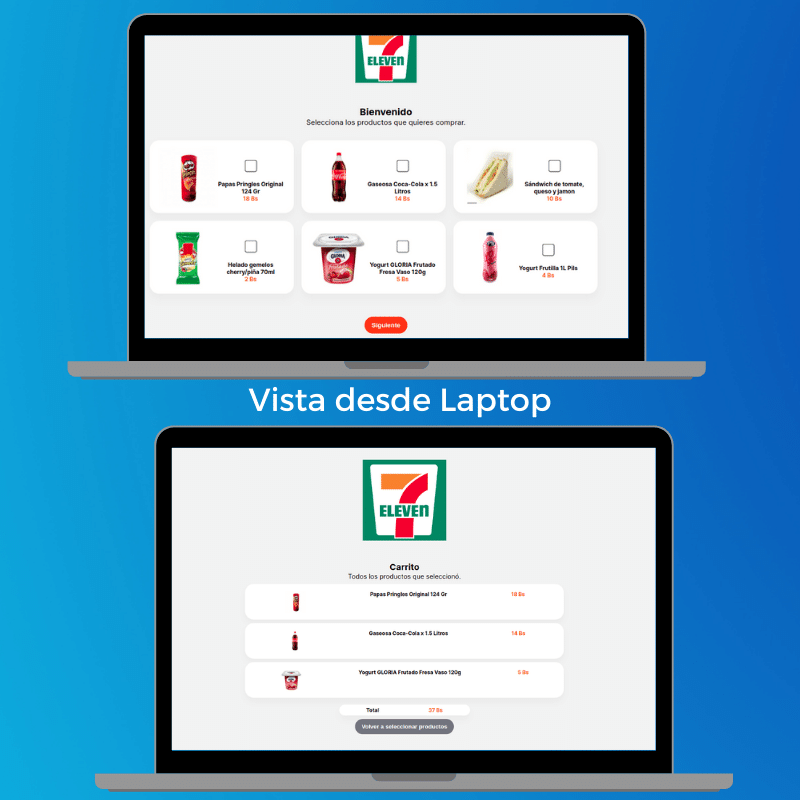 ELEVEN
Bienvenido
Selecciona los productos que quieres comprar.
Papas Pringles Original
124 Gr
18 Bs
Gaseosa Coca-Cola x 1.5
Litros
14 Bs
Sándwich de tomate,
queso y jamon
10 Bs
Helado gemelos
cherry/piña 70ml
2 Bs
GLORIA
Yogurt GLORIA Frutado
Fresa Vaso 120g
5 Bs
Yogurt Frutilla 1L Pils
4 Bs
Siguiente
Vista desde Laptop
7
ELEVEN
Carrito
Todos los productos que seleccionó.
Papas Pringles Original 124 Gr
18 Bs
Gaseosa Coca-Cola x 1.5 Litros
14 Bs
Yogurt GLORIA Frutado Fresa Vaso 120g
5 Bs
Total
37 Bs
Volver a seleccionar productos